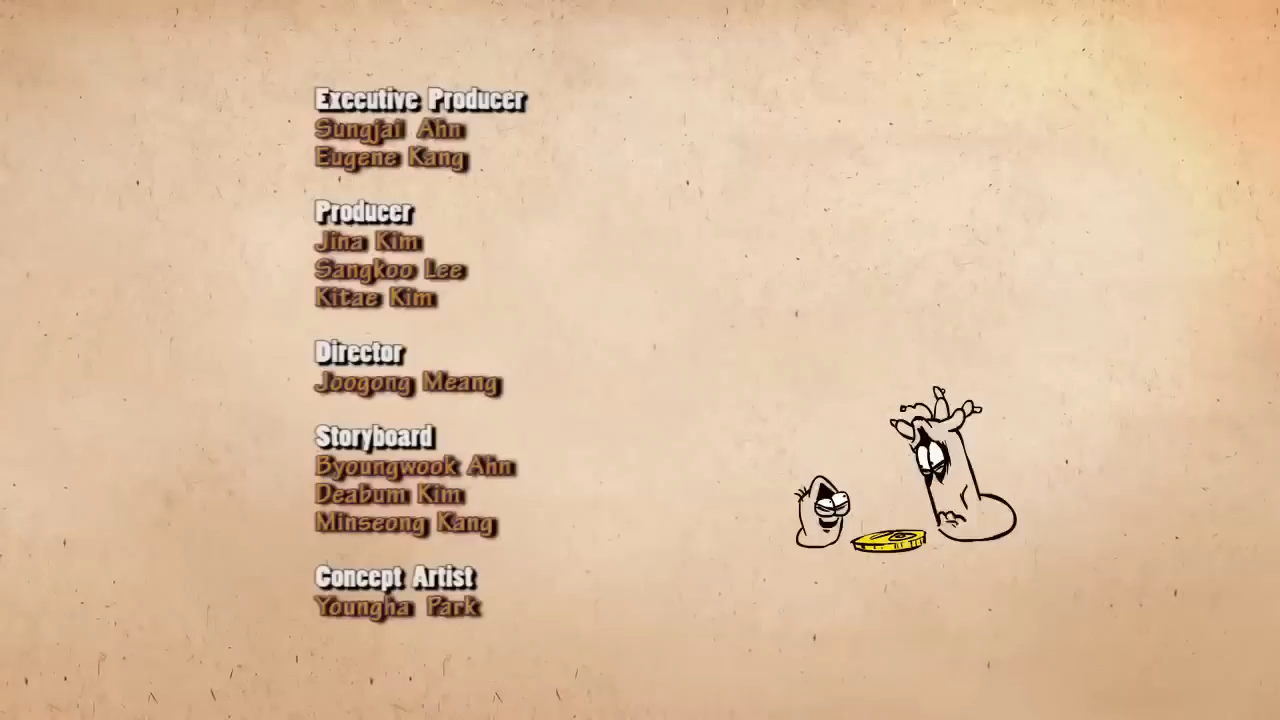 Executive Producer
Sungjai Ahn
Eugene Kang
Producer
Jina Kim
Sangkoo Lee
Kitae Kim
Director
Joogong Meang
Storyboard
Byoungwook Ahn
Deabum Kim
Minseong Kang
Concept Artist
Youngha Park